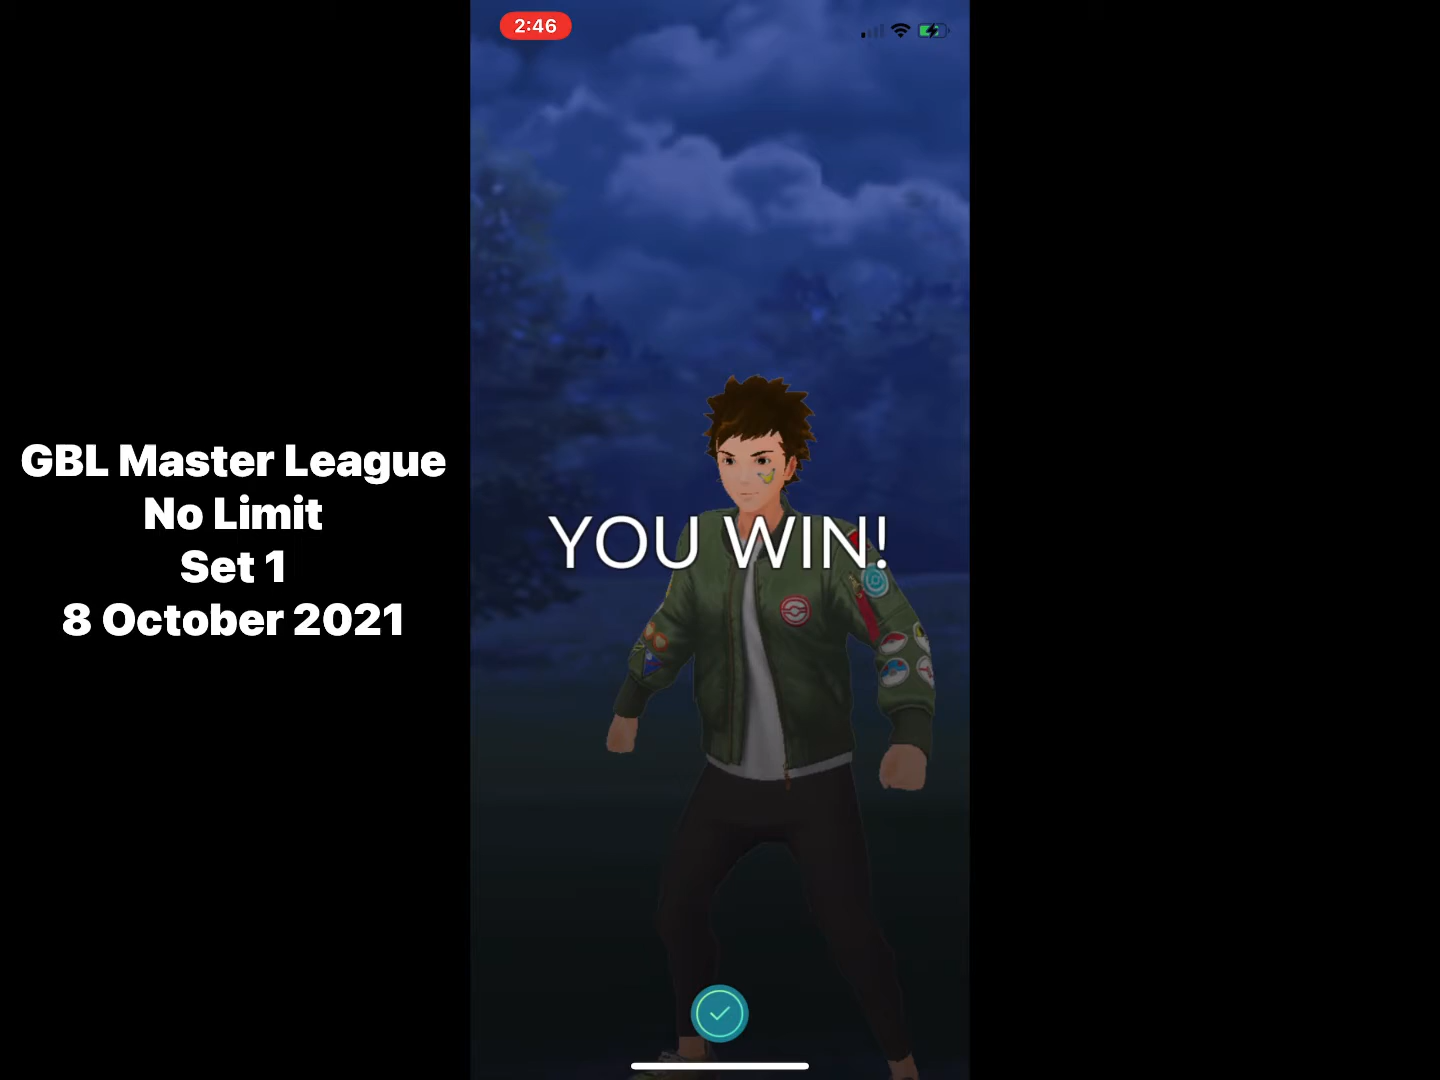 2:46
GBL Master League
No Limit
Set 1
8 October 2021
YOU WIN!